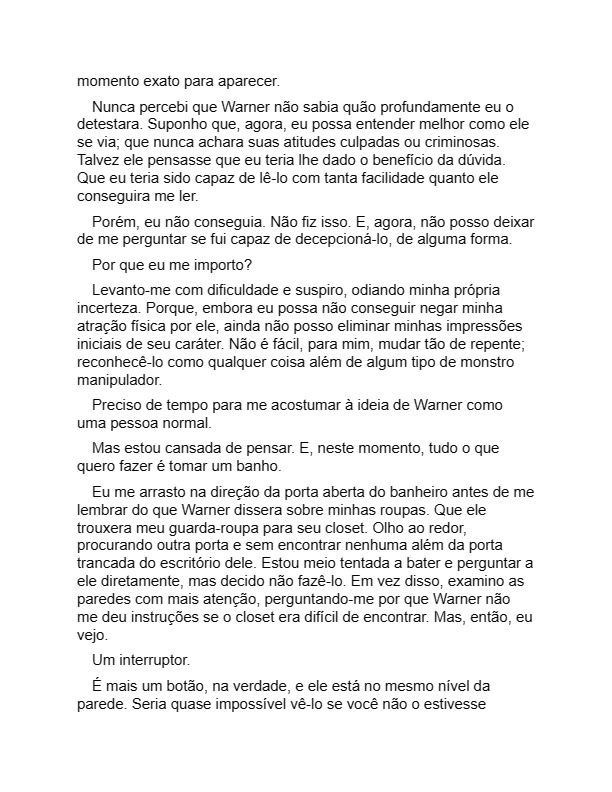 momento exato para aparecer.
Nunca percebi que Warner não sabia quão profundamente eu o
detestara. Suponho que, agora, eu possa entender melhor como ele
se via; que nunca achara suas atitudes culpadas ou criminosas.
Talvez ele pensasse que eu teria lhe dado o benefício da dúvida.
Que eu teria sido capaz de lê-lo com tanta facilidade quanto ele
conseguira me ler.
Porém, eu não conseguia. Não fiz isso. E, agora, não posso deixar
de me perguntar se fui capaz de decepcioná-lo, de alguma forma.
Por que eu me importo?
Levanto-me com dificuldade e suspiro, odiando minha própria
incerteza. Porque, embora eu possa não conseguir negar minha
atração física por ele, ainda não posso eliminar minhas impressões
iniciais de seu caráter. Não é fácil, para mim, mudar tão de repente;
reconhecê-lo como qualquer coisa além de algum tipo de monstro
manipulador.
Preciso de tempo para me acostumar à ideia de Warner como
uma pessoa normal.
Mas estou cansada de pensar. E, neste momento, tudo o que
quero fazer é tomar um banho.
Eu me arrasto na direção da porta aberta do banheiro antes de me
lembrar do que Warner dissera sobre minhas roupas. Que ele
trouxera meu guarda-roupa para seu closet. Olho ao redor,
procurando outra porta e sem encontrar nenhuma além da porta
trancada do escritório dele. Estou meio tentada a bater e perguntar a
ele diretamente, mas decido não fazê-lo. Em vez disso, examino as
paredes com mais atenção, perguntando-me por que Warner não
me deu instruções se o closet era difícil de encontrar. Mas, então, eu
vejo.
Um interruptor.
É mais um botão, na verdade, e ele está no mesmo nível da
parede. Seria quase impossível vê-lo se você não o estivesse